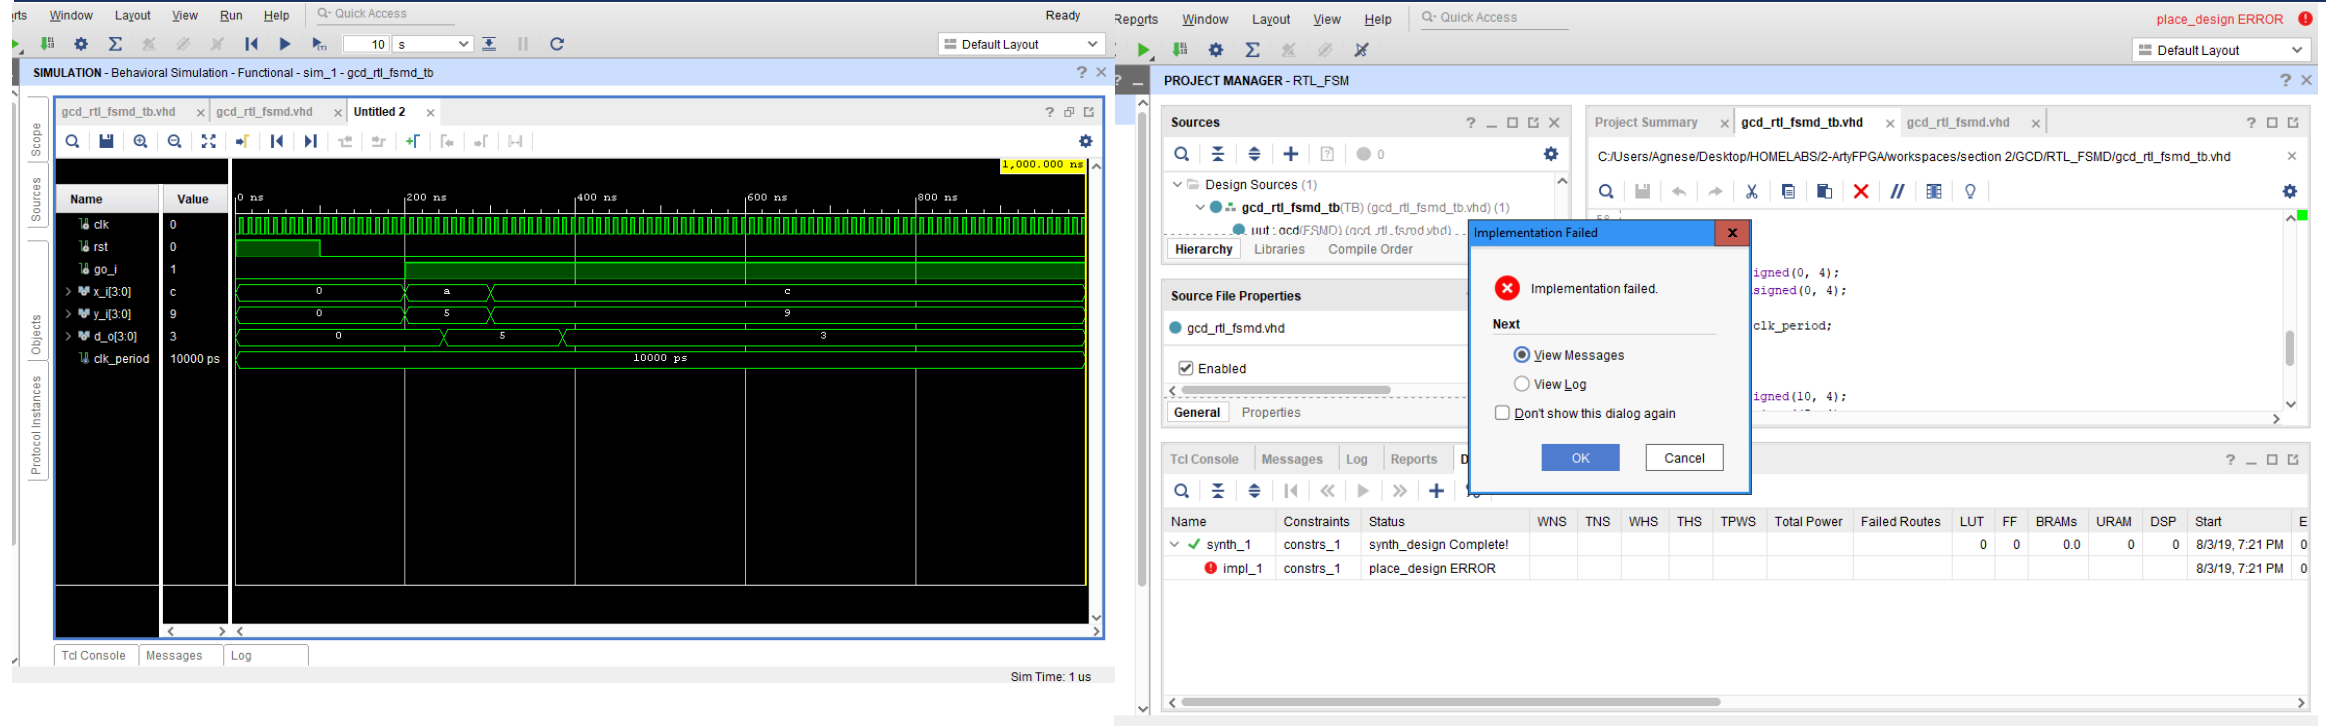 rts Window Layout View Run Help Q- Quick Access Ready
10 s Default Layout
SIMULATION - Behavioral Simulation - Functional - sim_1 - gcd_rtl_fsmd_tb ? ×
Scope
Sources
Objects
Protocol Instances
gcd_rtl_fsmd_tb.vhd × gcd_rtl_fsmd.vhd × Untitled 2 × ?
1,000.000 ns
Name Value 0 ns 200 ns 400 ns 600 ns 800 ns
clk 0
rst 0
go_i 1
x_i[3:0] c 0 a c
y_i[3:0] 9 0 5 9
d_o[3:0] 3 0 5 3
clk_period 10000 ps 10000 ps
Tcl Console Messages Log
Sim Time: 1 us
Reports Window Layout View Help Q- Quick Access place_design ERROR
Default Layout
PROJECT MANAGER - RTL_FSM ? ×
Sources ?
0
Design Sources (1)
gcd_rtl_fsmd_tb(TB) (gcd_rtl_fsmd_tb.vhd) (1)
uut : gcd(FSMD) (gcd_rtl_fsmd.vhd)
Hierarchy Libraries Compile Order
Source File Properties
gcd_rtl_fsmd.vhd
Enabled
General Properties
Project Summary × gcd_rtl_fsmd_tb.vhd × gcd_rtl_fsmd.vhd × ?
C:/Users/Agnese/Desktop/HOMELABS/2-ArtyFPGA/workspaces/section 2/GCD/RTL_FSMD/gcd_rtl_fsmd_tb.vhd ×
58
igned(0, 4);
signed(0, 4);
clk_period;
igned(10, 4);
Implementation Failed X
Implementation failed.
Next
View Messages
View Log
Don't show this dialog again
OK Cancel
Tcl Console Messages Log Reports D ?
Name Constraints Status WNS TNS WHS THS TPWS Total Power Failed Routes LUT FF BRAMs URAM DSP Start E
synth_1 constrs_1 synth_design Complete! 0 0 0.0 0 0 8/3/19, 7:21 PM 0
impl_1 constrs_1 place_design ERROR 8/3/19, 7:21 PM 0